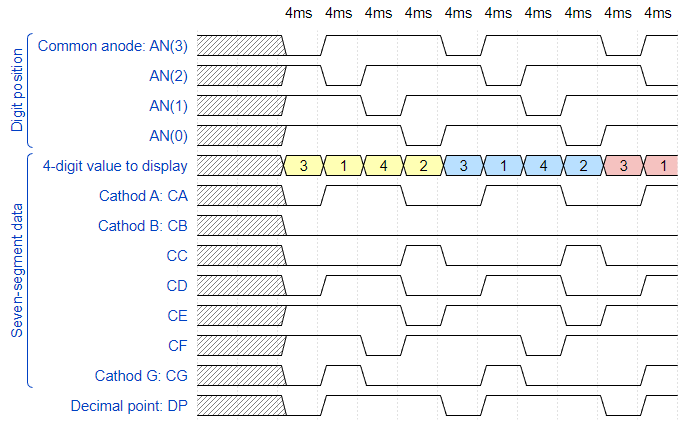 4ms 4ms 4ms 4ms 4ms 4ms 4ms 4ms 4ms 4ms
Digit position
Common anode: AN(3)
AN(2)
AN(1)
AN(0)
Seven-segment data
4-digit value to display 3 1 4 2 3 1 4 2 3 1
Cathod A: CA
Cathod B: CB
CC
CD
CE
CF
Cathod G: CG
Decimal point: DP